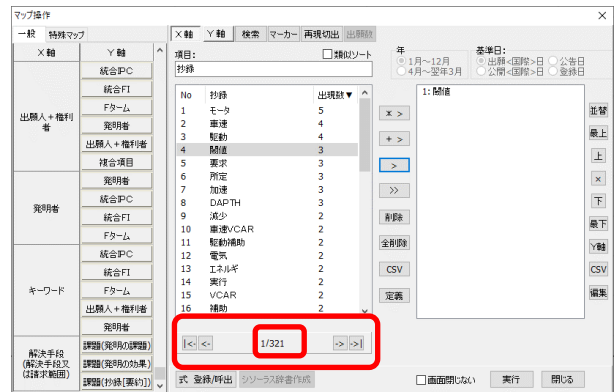 マップ操作
一般 特殊マップ
X軸 Y軸
出願人+権利者 統合IPC
統合FI
Fターム
発明者
出願人+権利者
複合項目
発明者 統合IPC
統合FI
Fターム
キーワード 統合IPC
統合FI
Fターム
出願人+権利者
発明者
解決手段(解決手段又は請求範囲) 課題(発明の課題)
課題(発明の効果)
課題(抄録[要約])
X軸 Y軸 検索 マーカー 再現切出 出願数
項目: 類似ソート
抄録
年 1月~12月 4月~翌年3月
基準日: 出願<国際>日 公告日 公開<国際>日 登録日
No 抄録 出現数▼
1 モータ 5
2 車速 4
3 駆動 4
4 閾値 3
5 要求 3
6 所定 3
7 加速 3
8 DAPTH 3
9 減少 2
10 車速VCAR 2
11 駆動補助 2
12 電気 2
13 エネルギ 2
14 実行 2
15 VCAR 2
16 補助 2
|<- <- 1/321 -> ->|
式 登録/呼出 シソーラス辞書作成
× >
+ >
>
>>
削除
全削除
CSV
定義
1: 閾値
並替
最上
上
×
下
最下
Y軸
CSV
編集
画面閉じない 実行 閉じる